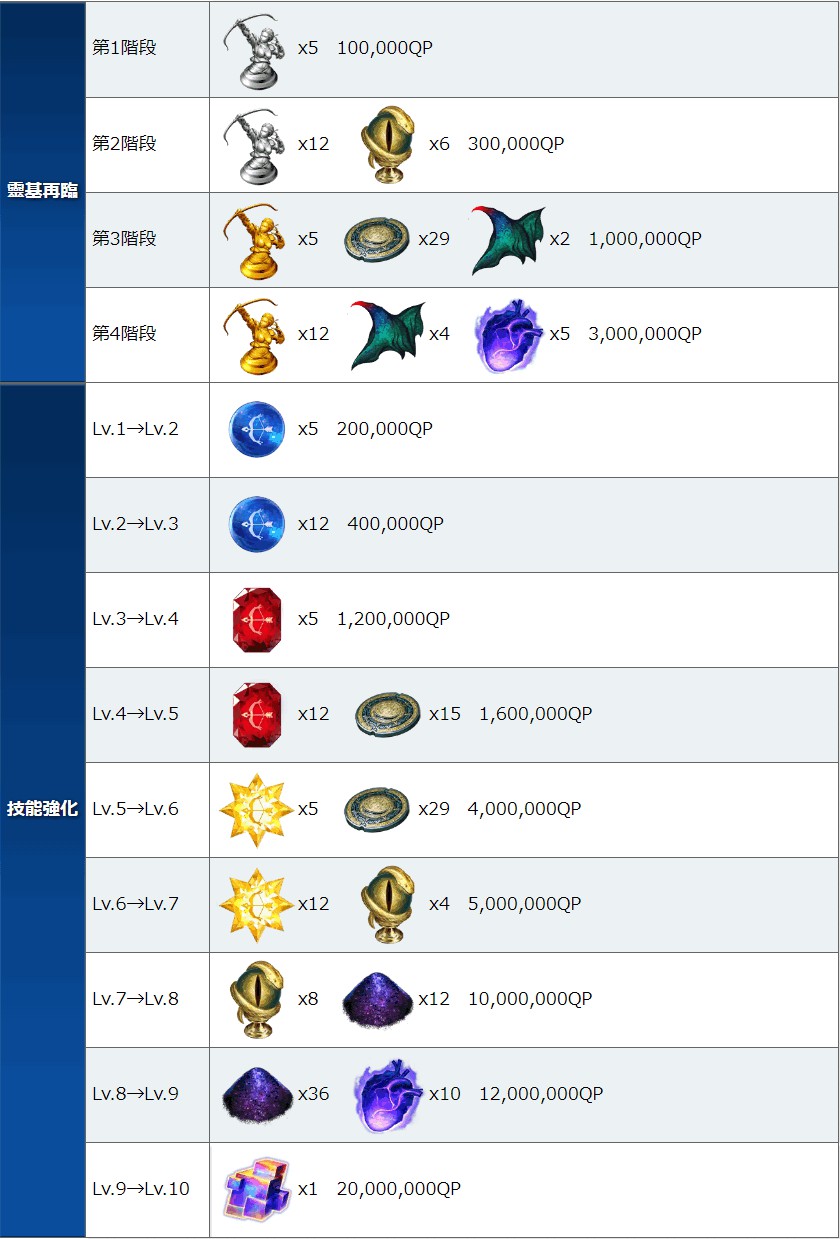 靈基再臨
第1階段 x5 100,000QP
第2階段 x12 x6 300,000QP
第3階段 x5 x29 x2 1,000,000QP
第4階段 x12 x4 x5 3,000,000QP
技能強化
Lv.1→Lv.2 x5 200,000QP
Lv.2→Lv.3 x12 400,000QP
Lv.3→Lv.4 x5 1,200,000QP
Lv.4→Lv.5 x12 x15 1,600,000QP
Lv.5→Lv.6 x5 x29 4,000,000QP
Lv.6→Lv.7 x12 x4 5,000,000QP
Lv.7→Lv.8 x8 x12 10,000,000QP
Lv.8→Lv.9 x36 x10 12,000,000QP
Lv.9→Lv.10 x1 20,000,000QP